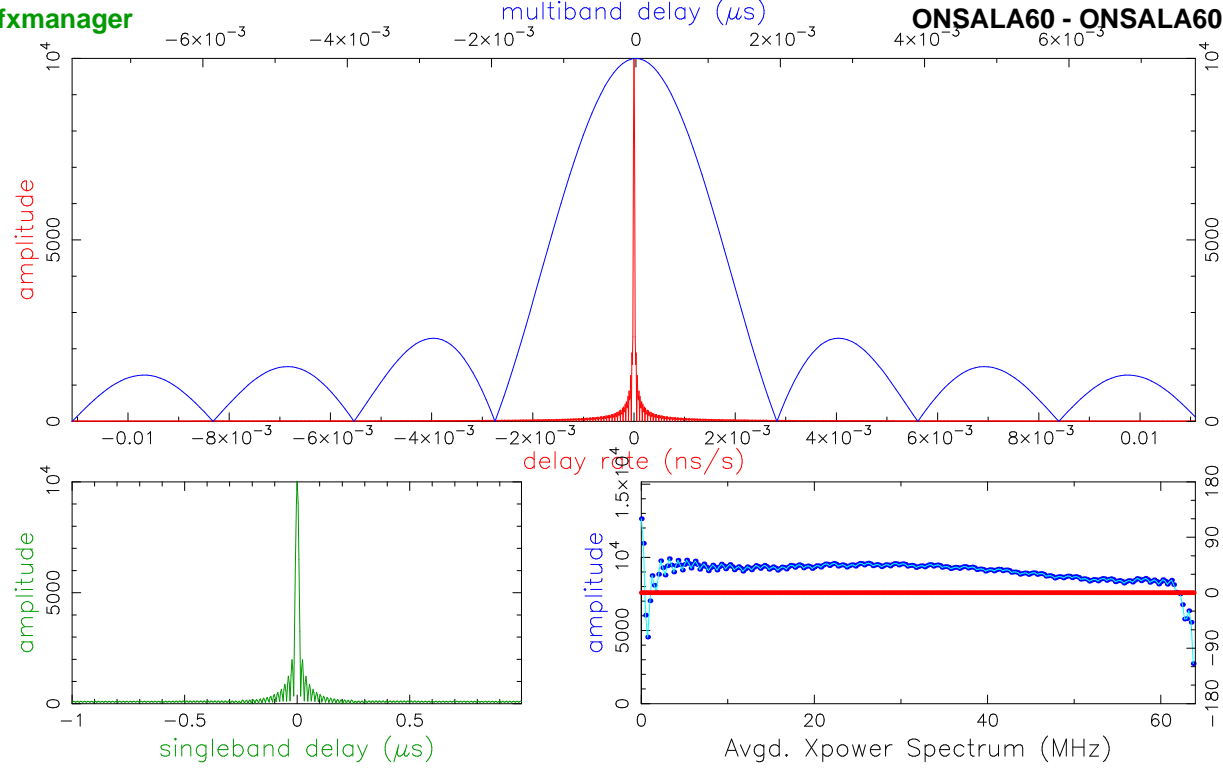 fxmanager
multiband delay (μs)
ONSALA60 - ONSALA60
−6×10⁻³ −4×10⁻³ −2×10⁻³ 0 2×10⁻³ 4×10⁻³ 6×10⁻³
amplitude
0 5000 10⁴
0 5000 10⁴
−0.01 −8×10⁻³ −6×10⁻³ −4×10⁻³ −2×10⁻³ 0 2×10⁻³ 4×10⁻³ 6×10⁻³ 8×10⁻³ 0.01
delay rate (ns/s)
amplitude
0 5000 10⁴
−1 −0.5 0 0.5
singleband delay (μs)
amplitude
0 5000 10⁴ 1.5×10⁴
−180 −90 0 90 180
0 20 40 60
Avgd. Xpower Spectrum (MHz)